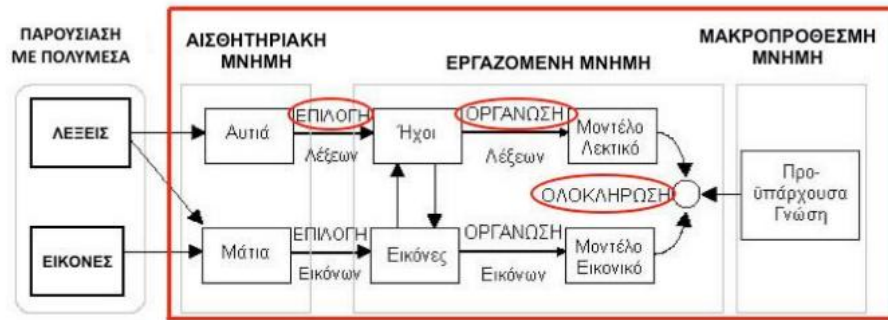 ΠΑΡΟΥΣΙΑΣΗ
ΜΕ ΠΟΛΥΜΕΣΑ
ΑΙΣΘΗΤΗΡΙΑΚΗ
ΜΝΗΜΗ
ΕΡΓΑΖΟΜΕΝΗ ΜΝΗΜΗ
ΜΑΚΡΟΠΡΟΘΕΣΜΗ
ΜΝΗΜΗ
ΛΕΞΕΙΣ
Αυτιά
ΕΠΙΛΟΓΗ
Λέξεων
Ήχοι
ΟΡΓΑΝΩΣΗ
Λέξεων
Μοντέλο
Λεκτικό
ΟΛΟΚΛΗΡΩΣΗ
Προ-
ϋπάρχουσα
Γνώση
ΕΙΚΟΝΕΣ
Μάτια
ΕΠΙΛΟΓΗ
Εικόνων
Εικόνες
ΟΡΓΑΝΩΣΗ
Εικόνων
Μοντέλο
Εικονικό